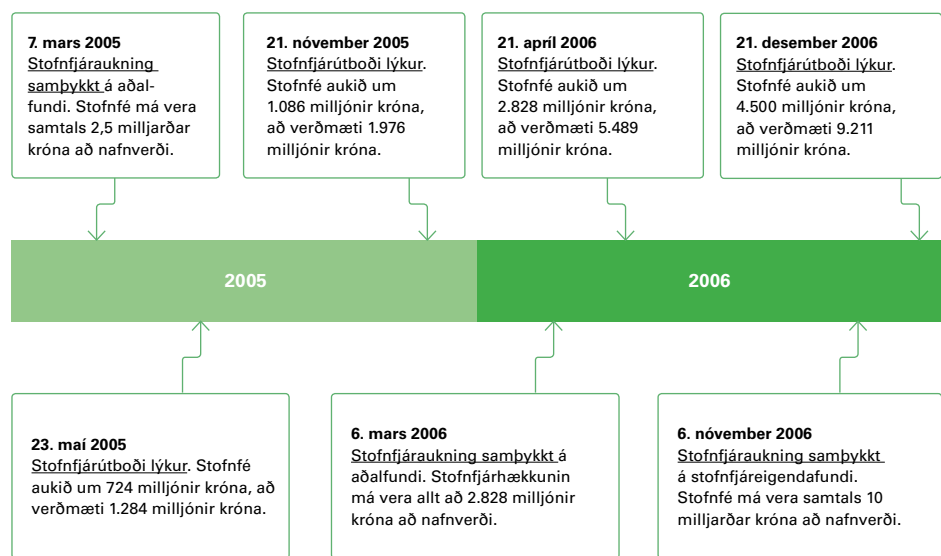 7. mars 2005
Stofnfjáraukning
samþykkt á aðal-
fundi. Stofnfé má vera
samtals 2,5 milljarðar
króna að nafnverði.
21. nóvember 2005
Stofnfjárútboði lýkur.
Stofnfé aukið um
1.086 milljónir króna,
að verðmæti 1.976
milljónir króna.
21. apríl 2006
Stofnfjárútboði lýkur.
Stofnfé aukið um
2.828 milljónir króna,
að verðmæti 5.489
milljónir króna.
21. desember 2006
Stofnfjárútboði lýkur.
Stofnfé aukið um
4.500 milljónir króna,
að verðmæti 9.211
milljónir króna.
2005
2006
23. maí 2005
Stofnfjárútboði lýkur. Stofnfé
aukið um 724 milljónir króna, að
verðmæti 1.284 milljónir króna.
6. mars 2006
Stofnfjáraukning samþykkt á
aðalfundi. Stofnfjárhækkunin
má vera allt að 2.828 milljónir
króna að nafnverði.
6. nóvember 2006
Stofnfjáraukning samþykkt
á stofnfjáreigendafundi.
Stofnfé má vera samtals 10
milljarðar króna að nafnverði.